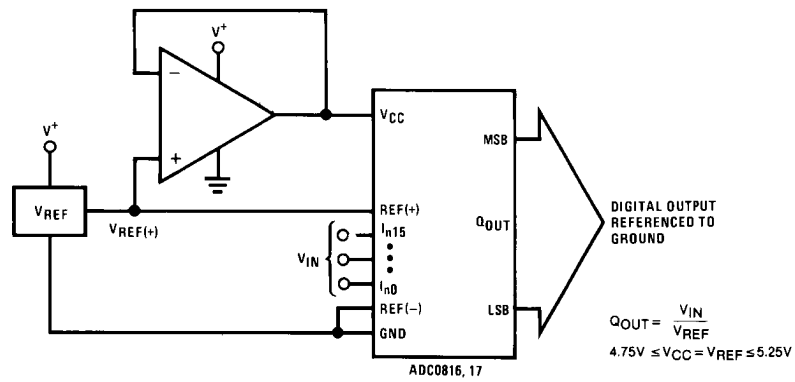 V+
−
V+
+
VCC
MSB
VREF
VREF(+)
REF(+)
In15
VIN
QOUT
In0
REF(−)
GND
LSB
DIGITAL OUTPUT
REFERENCED TO
GROUND
QOUT = VIN / VREF
4.75V ≤ VCC = VREF ≤ 5.25V
ADC0816, 17